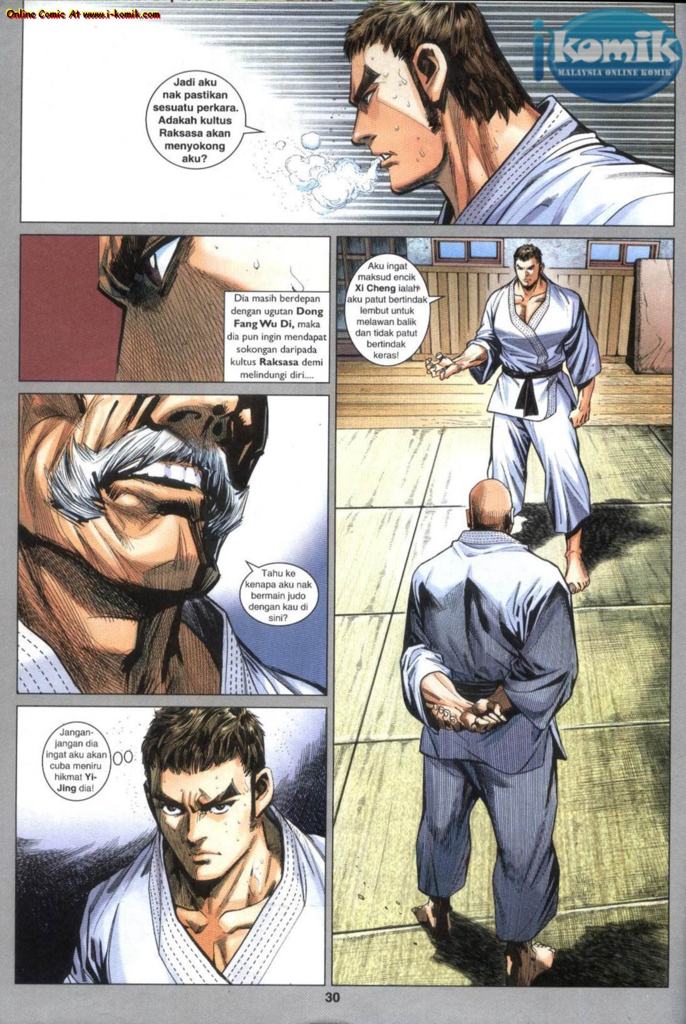 Online Comic At www.i-komik.com
ikomik
MALAYSIA ONLINE KOMIK
Jadi aku
nak pastikan
sesuatu perkara.
Adakah kultus
Raksasa akan
menyokong
aku?
Dia masih berdepan
dengan ugutan Dong
Fang Wu Di, maka
dia pun ingin mendapat
sokongan daripada
kultus Raksasa demi
melindungi diri....
Aku ingat
maksud encik
Xi Cheng ialah
aku patut bertindak
lembut untuk
melawan balik
dan tidak patut
bertindak
keras!
Tahu ke
kenapa aku nak
bermain judo
dengan kau di
sini?
Jangan-
jangan dia
ingat aku akan
cuba meniru
hikmat Yi-
Jing dia!
30